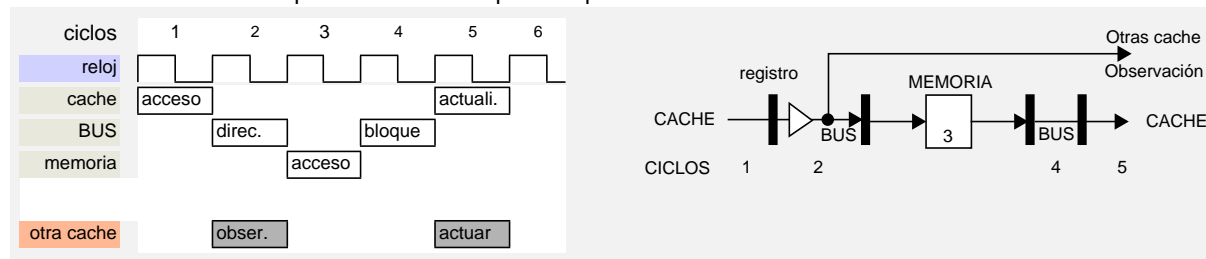 ciclos 1 2 3 4 5 6
reloj
cache acceso actuali.
BUS direc. bloque
memoria acceso
otra cache obser. actuar
Otras cache
Observación
registro
MEMORIA
CACHE BUS 3 BUS CACHE
CICLOS 1 2 4 5